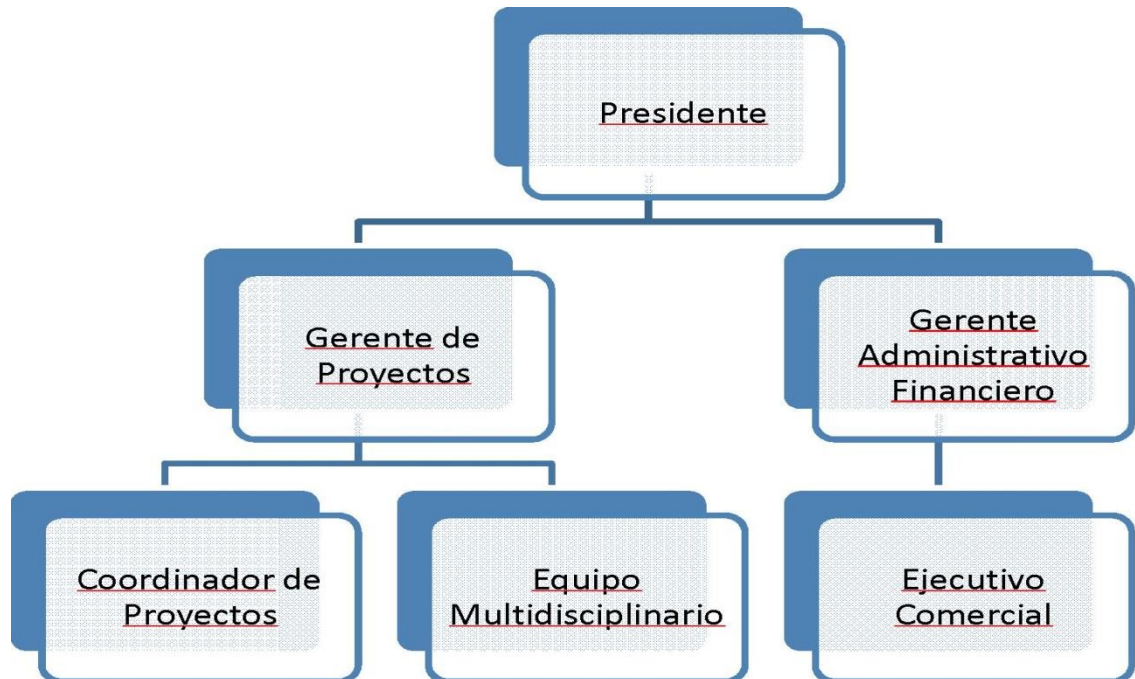 Presidente
Gerente de
Proyectos
Gerente
Administrativo
Financiero
Coordinador de
Proyectos
Equipo
Multidisciplinario
Ejecutivo
Comercial